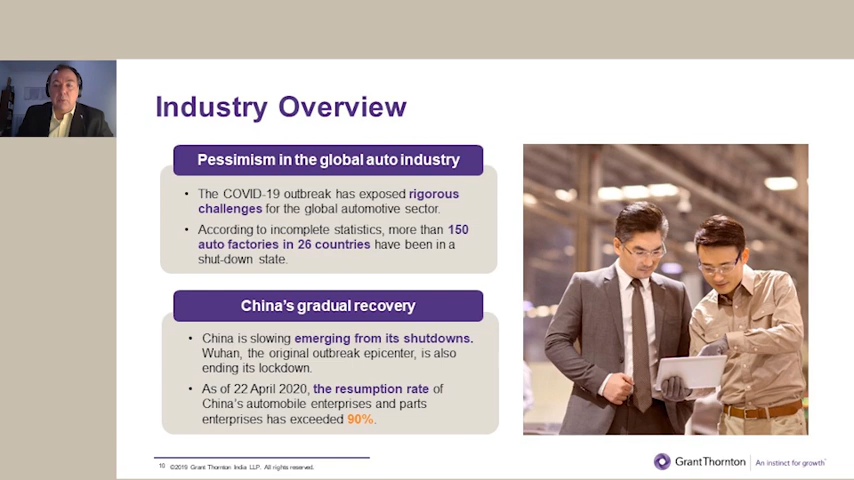 Industry Overview
Pessimism in the global auto industry
• The COVID-19 outbreak has exposed rigorous
challenges for the global automotive sector.
• According to incomplete statistics, more than 150
auto factories in 26 countries have been in a
shut-down state.
China's gradual recovery
• China is slowing emerging from its shutdowns.
Wuhan, the original outbreak epicenter, is also
ending its lockdown.
• As of 22 April 2020, the resumption rate of
China's automobile enterprises and parts
enterprises has exceeded 90%.
10 ©2019 Grant Thornton India LLP. All rights reserved.
GrantThornton | An instinct for growth™